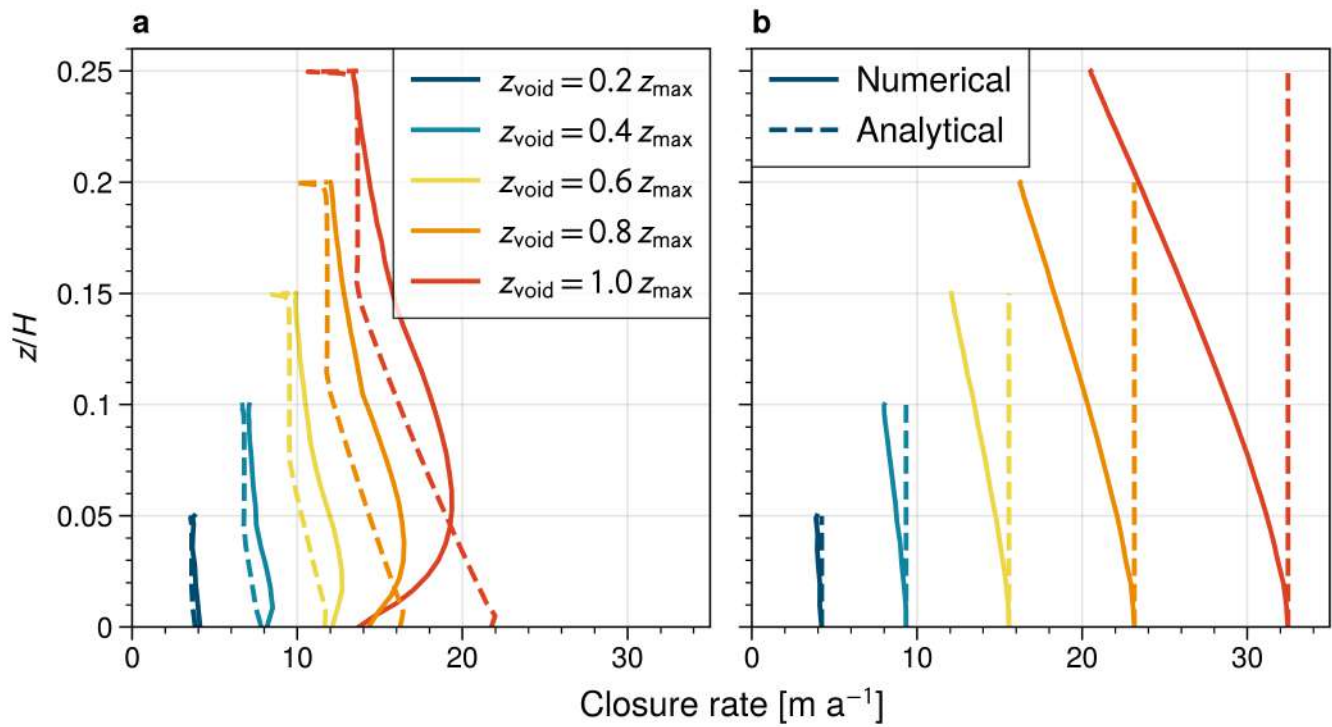 a
b
z/H
0.25
0.2
0.15
0.1
0.05
0
z_void = 0.2 z_max
z_void = 0.4 z_max
z_void = 0.6 z_max
z_void = 0.8 z_max
z_void = 1.0 z_max
Numerical
Analytical
0 10 20 30
0 10 20 30
Closure rate [m a⁻¹]